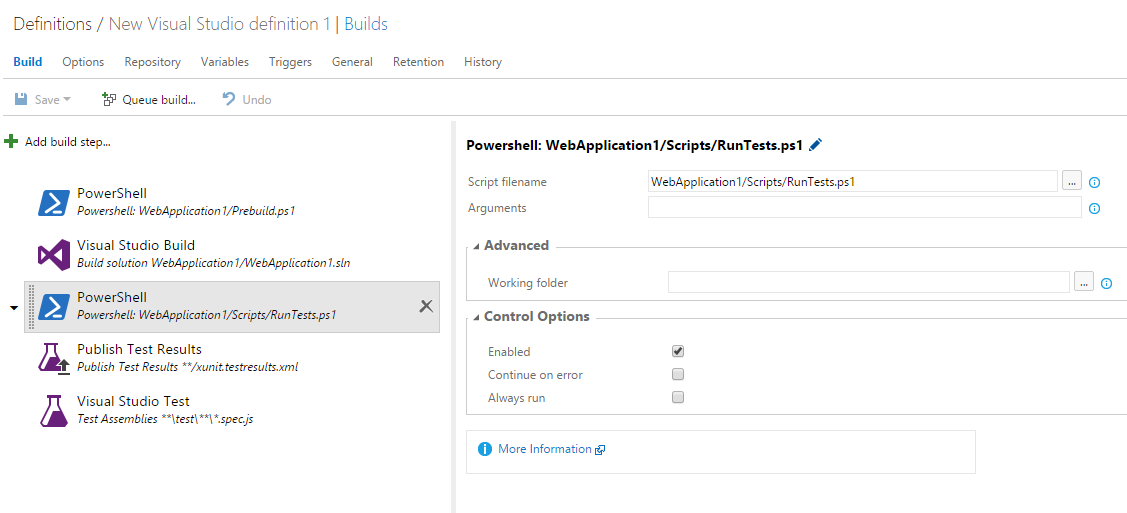 Definitions / New Visual Studio definition 1 | Builds
Build Options Repository Variables Triggers General Retention History
Save Queue build... Undo
Add build step...
PowerShell
Powershell: WebApplication1/Prebuild.ps1
Visual Studio Build
Build solution WebApplication1/WebApplication1.sln
PowerShell
Powershell: WebApplication1/Scripts/RunTests.ps1
Publish Test Results
Publish Test Results **/xunit.testresults.xml
Visual Studio Test
Test Assemblies **\test\**\*.spec.js
Powershell: WebApplication1/Scripts/RunTests.ps1
Script filename WebApplication1/Scripts/RunTests.ps1 ...
Arguments
Advanced
Working folder ...
Control Options
Enabled
Continue on error
Always run
More Information